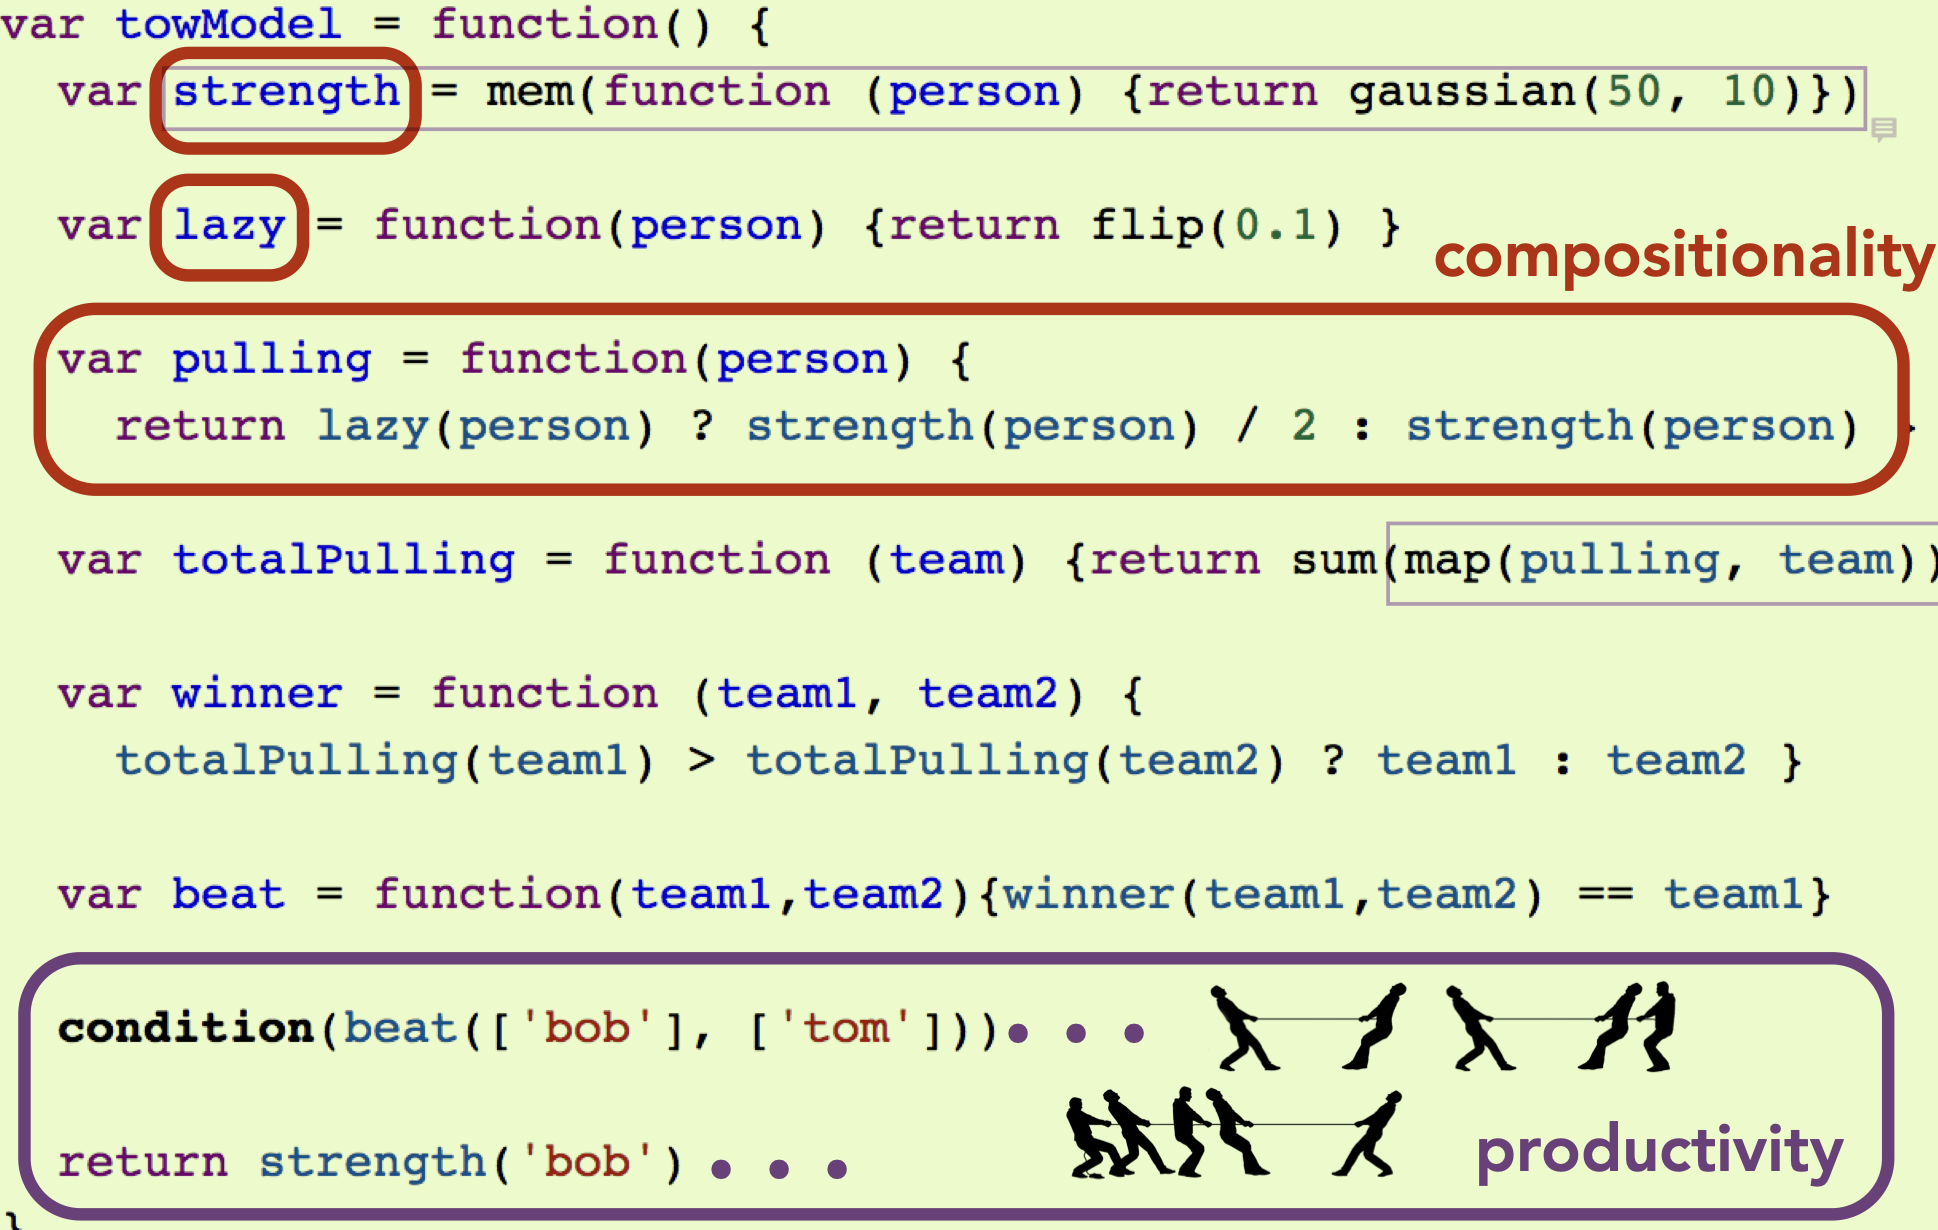 var towModel = function() {
var strength = mem(function (person) {return gaussian(50, 10)})
var lazy = function(person) {return flip(0.1) }
compositionality
var pulling = function(person) {
return lazy(person) ? strength(person) / 2 : strength(person)
var totalPulling = function (team) {return sum(map(pulling, team))
var winner = function (team1, team2) {
totalPulling(team1) > totalPulling(team2) ? team1 : team2 }
var beat = function(team1,team2){winner(team1,team2) == team1}
condition(beat(['bob'], ['tom']))...
return strength('bob')...
productivity
}